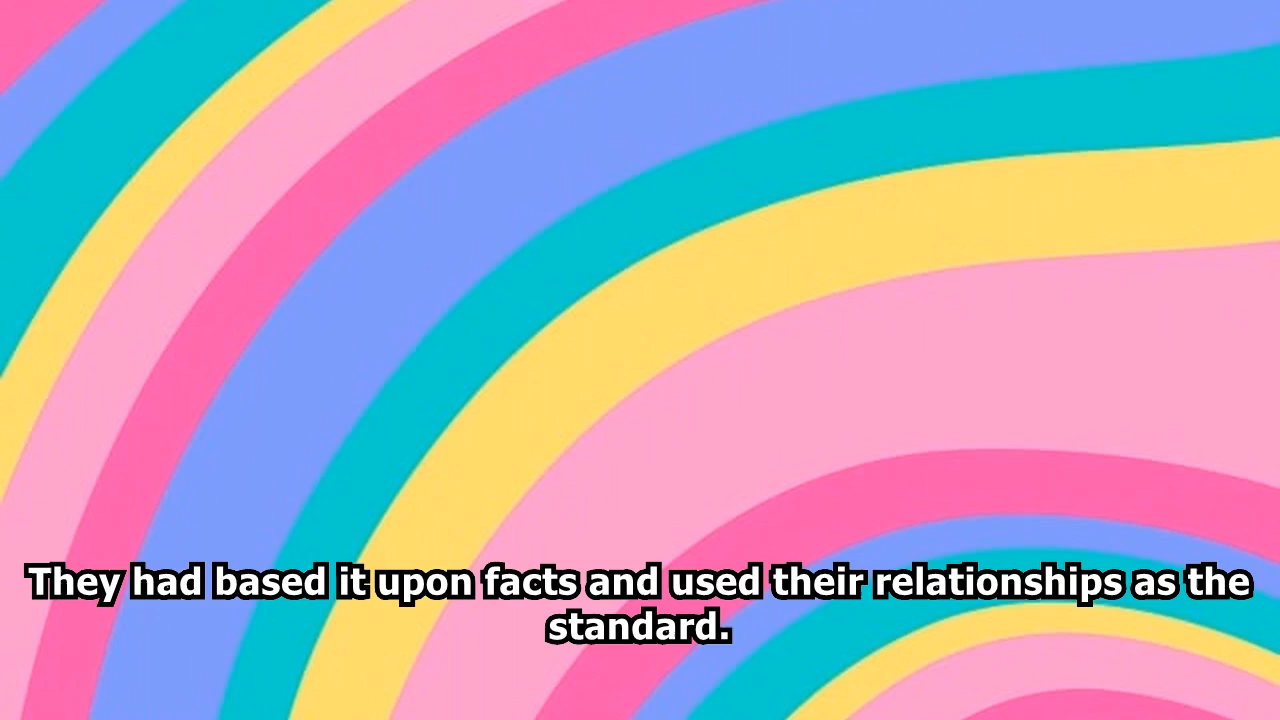 They had based it upon facts and used their relationships as the
standard.